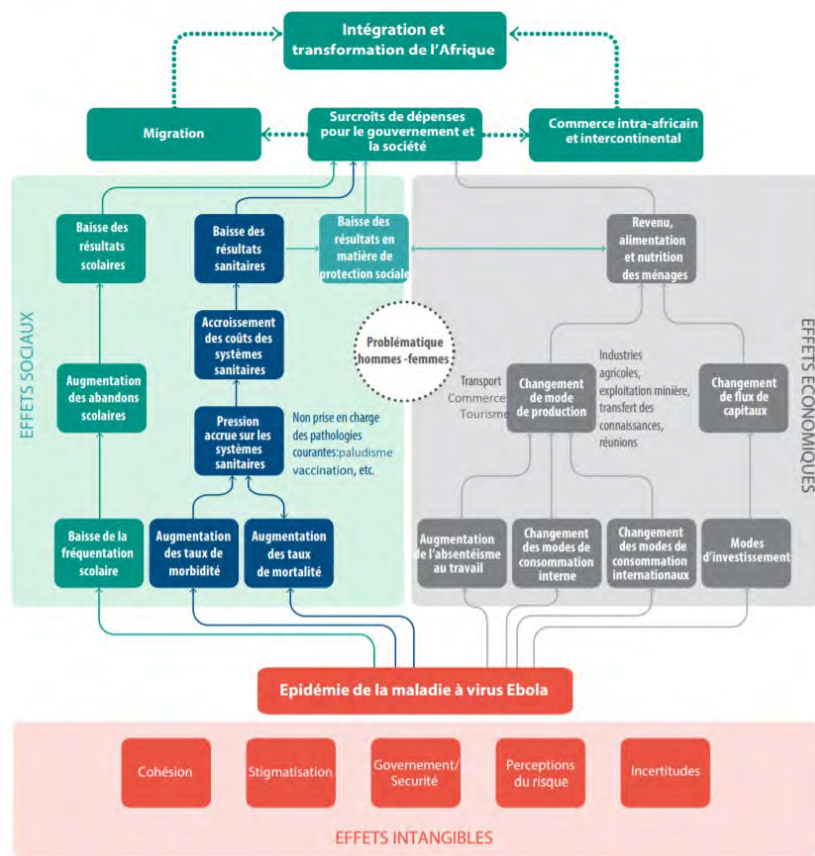 Intégration et
transformation de l'Afrique
Migration
Surcroîts de dépenses
pour le gouvernement et
la société
Commerce intra-africain
et intercontinental
EFFETS SOCIAUX
Baisse des
résultats
scolaires
Baisse des
résultats
sanitaires
Baisse des
résultats en
matière de
protection sociale
Revenu,
alimentation
et nutrition
des ménages
Problématique
hommes -femmes
Accroissement
des coûts des
systèmes
sanitaires
Augmentation
des abandons
scolaires
Pression
accrue sur les
systèmes
sanitaires
Non prise en charge
des pathologies
courantes:paludisme
vaccination, etc.
Transport
Commerce
Tourisme
Changement
de mode
de production
Industries
agricoles,
exploitation minière,
transfert des
connaissances,
réunions
Changement
de flux de
capitaux
EFFETS ECONOMIQUES
Baisse de la
fréquentation
scolaire
Augmentation
des taux de
morbidité
Augmentation
des taux
de mortalité
Augmentation
de l'absentéisme
au travail
Changement
des modes de
consommation
interne
Changement
des modes de
consommation
internationaux
Modes
d'investissement
Epidémie de la maladie à virus Ebola
Cohésion
Stigmatisation
Governement/
Securité
Perceptions
du risque
Incertitudes
EFFETS INTANGIBLES